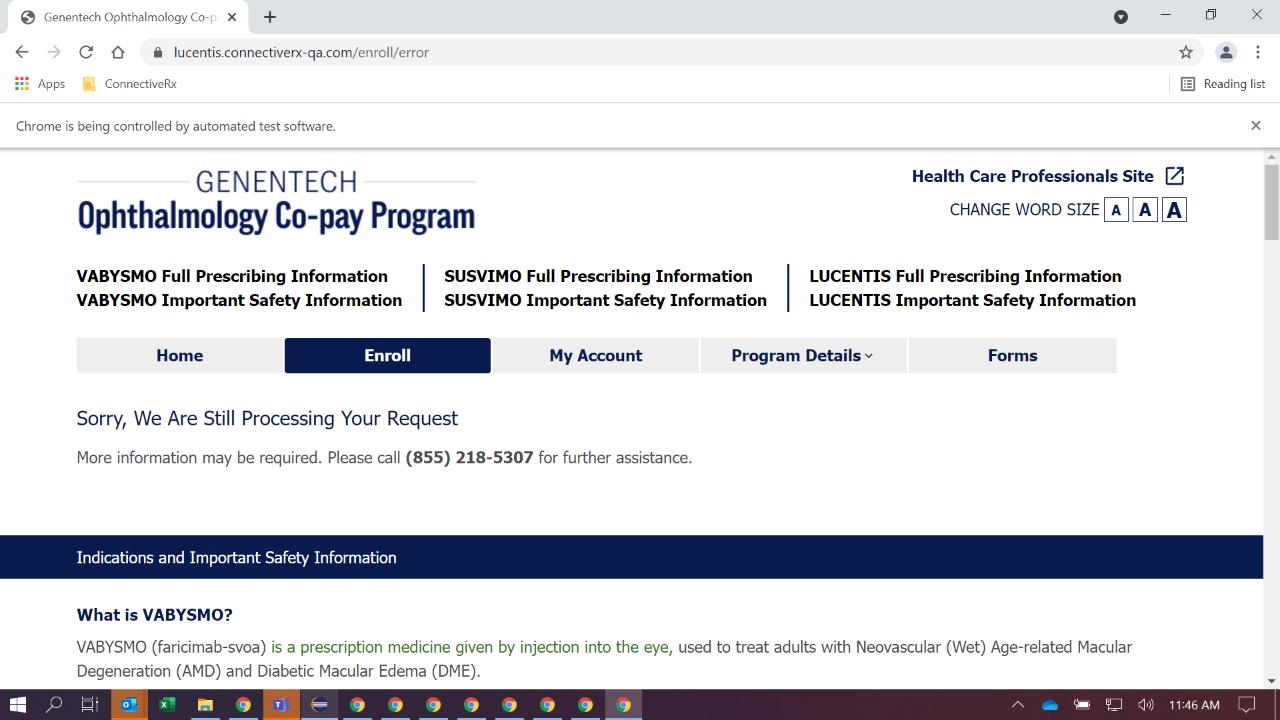 Genentech Ophthalmology Co-p
lucentis.connectiverx-qa.com/enroll/error
Apps
ConnectiveRx
Reading list
Chrome is being controlled by automated test software.
GENENTECH
Ophthalmology Co-pay Program
Health Care Professionals Site
CHANGE WORD SIZE A A A
VABYSMO Full Prescribing Information
VABYSMO Important Safety Information
SUSVIMO Full Prescribing Information
SUSVIMO Important Safety Information
LUCENTIS Full Prescribing Information
LUCENTIS Important Safety Information
Home
Enroll
My Account
Program Details
Forms
Sorry, We Are Still Processing Your Request
More information may be required. Please call (855) 218-5307 for further assistance.
Indications and Important Safety Information
What is VABYSMO?
VABYSMO (faricimab-svoa) is a prescription medicine given by injection into the eye, used to treat adults with Neovascular (Wet) Age-related Macular
Degeneration (AMD) and Diabetic Macular Edema (DME).
11:46 AM